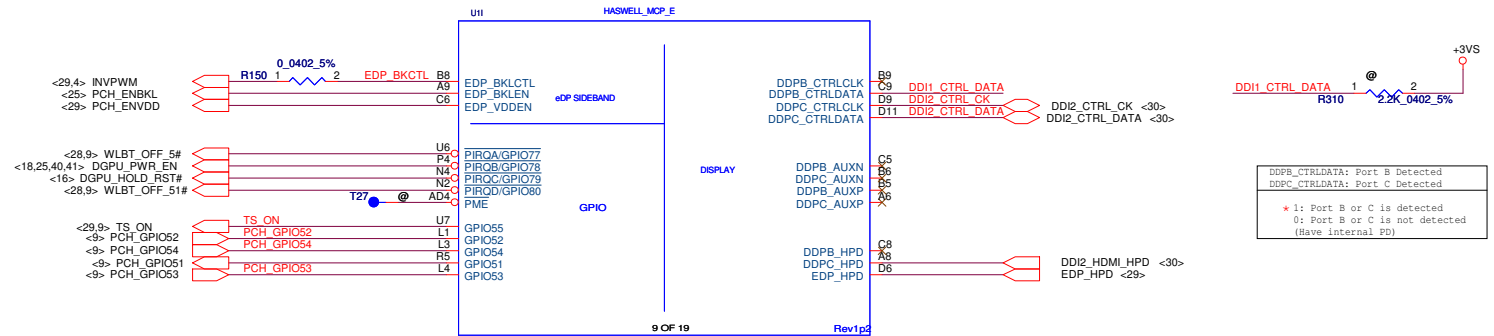 U1I
HASWELL_MCP_E
+3VS
<29,4> INVPWM
R150 1 0_0402_5% 2
EDP_BKCTL B8
EDP_BKLCTL
<25> PCH_ENBKL
A9
EDP_BKLEN
<29> PCH_ENVDD
C6
EDP_VDDEN
eDP SIDEBAND
DDPB_CTRLCLK B9
DDPB_CTRLDATA C9 DDI1_CTRL_DATA
DDPC_CTRLCLK D9 DDI2_CTRL_CK DDI2_CTRL_CK <30>
DDPC_CTRLDATA D11 DDI2_CTRL_DATA DDI2_CTRL_DATA <30>
DDI1_CTRL_DATA 1 @ 2
R310 2.2K_0402_5%
<28,9> WLBT_OFF_5# U6 PIRQA/GPIO77
<18,25,40,41> DGPU_PWR_EN P4 PIRQB/GPIO78
<16> DGPU_HOLD_RST# N4 PIRQC/GPIO79
<28,9> WLBT_OFF_51# N2 PIRQD/GPIO80
T27 @ AD4 PME
DISPLAY
GPIO
DDPB_AUXN C5
DDPC_AUXN B6
DDPB_AUXP B5
DDPC_AUXP A6
DDPB_CTRLDATA: Port B Detected
DDPC_CTRLDATA: Port C Detected
* 1: Port B or C is detected
0: Port B or C is not detected
(Have internal PD)
<29,9> TS_ON TS_ON U7 GPIO55
<9> PCH_GPIO52 PCH_GPIO52 L1 GPIO52
<9> PCH_GPIO54 PCH_GPIO54 L3 GPIO54
<9> PCH_GPIO51 R5 GPIO51
<9> PCH_GPIO53 PCH_GPIO53 L4 GPIO53
DDPB_HPD C8
DDPC_HPD A8 DDI2_HDMI_HPD <30>
EDP_HPD D6 EDP_HPD <29>
9 OF 19
Rev1p2